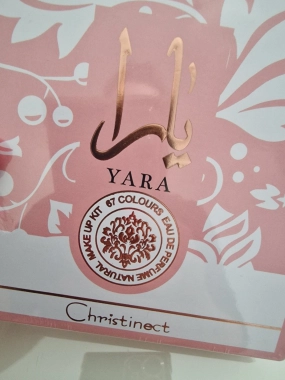 يارا
YARA
67 COLOURS EAU DE PERFUME NATURAL MAKE UP KIT
Christinect